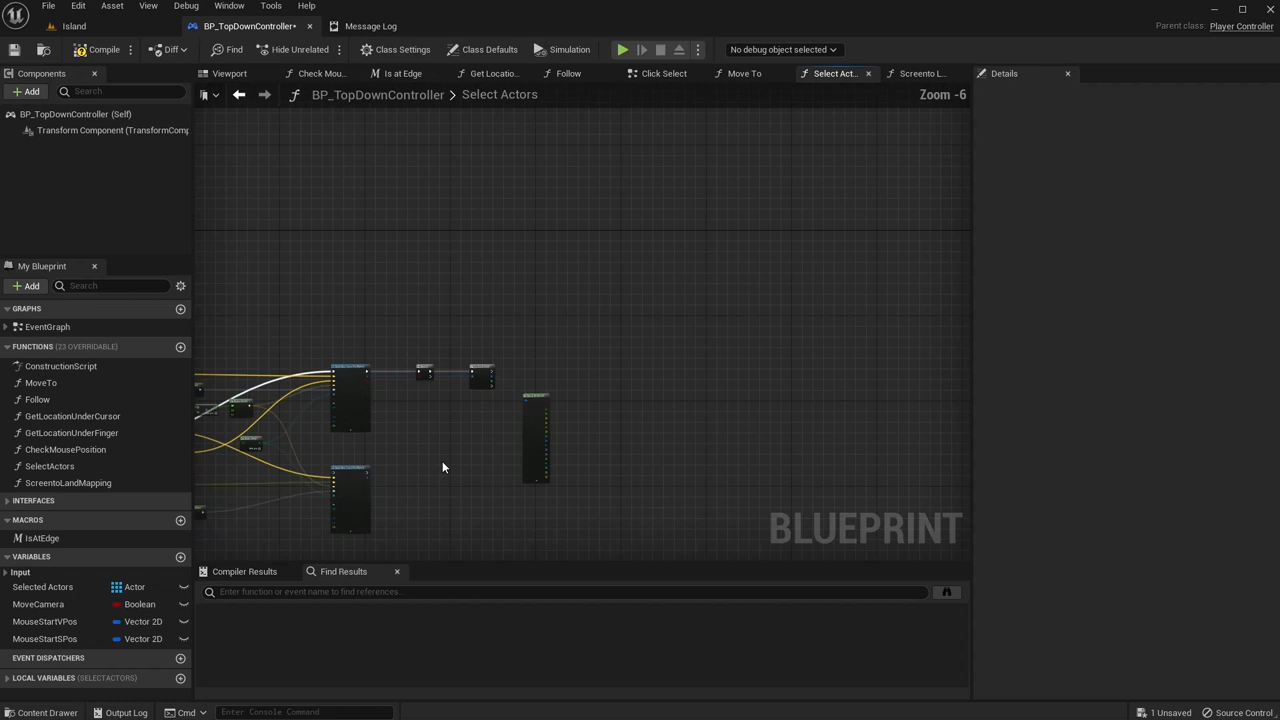 File
Edit
Asset
View
Debug
Window
Tools
Help
Island
BP_TopDownController*
Message Log
Parent class: Player Controller
Compile
Diff
Find
Hide Unrelated
Class Settings
Class Defaults
Simulation
No debug object selected
Components
Viewport
Check Mou...
Is at Edge
Get Locatio...
Follow
Click Select
Move To
Select Act...
Screento L...
Details
Add
Search
BP_TopDownController > Select Actors
Zoom -6
BP_TopDownController (Self)
Transform Component (TransformComp
My Blueprint
Add
Search
GRAPHS
EventGraph
FUNCTIONS (23 OVERRIDABLE)
ConstructionScript
MoveTo
Follow
GetLocationUnderCursor
GetLocationUnderFinger
CheckMousePosition
SelectActors
ScreentoLandMapping
INTERFACES
MACROS
IsAtEdge
VARIABLES
Input
Selected Actors
Actor
MoveCamera
Boolean
MouseStartVPos
Vector 2D
MouseStartSPos
Vector 2D
EVENT DISPATCHERS
LOCAL VARIABLES (SELECTACTORS)
BLUEPRINT
Compiler Results
Find Results
Enter function or event name to find references...
Content Drawer
Output Log
Cmd
Enter Console Command
1 Unsaved
Source Control